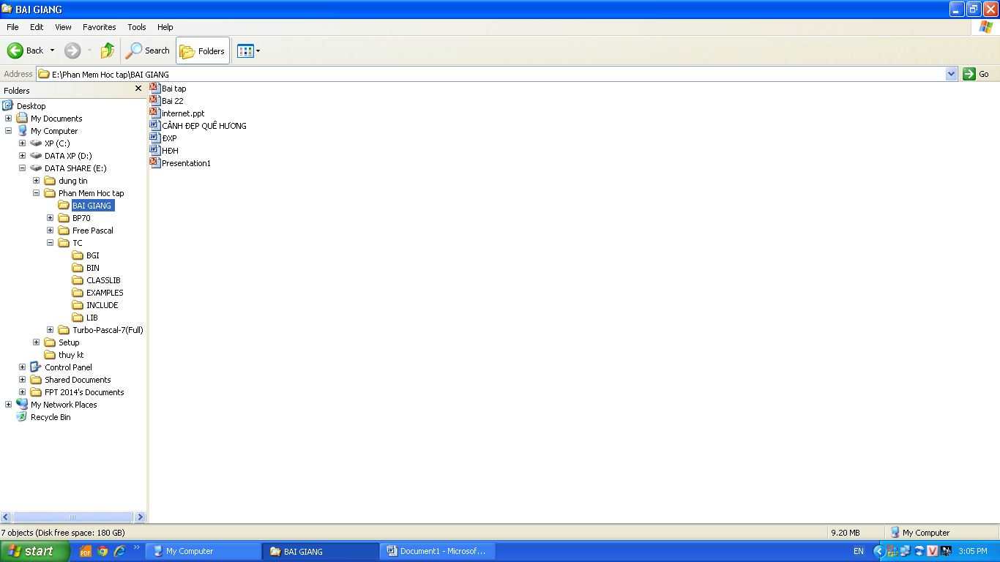 BAI GIANG
File Edit View Favorites Tools Help
Back Search Folders
Address E:\Phan Mem Hoc tap\BAI GIANG Go
Folders
Desktop
My Documents
My Computer
XP (C:)
DATA XP (D:)
DATA SHARE (E:)
dung tin
Phan Mem Hoc tap
BAI GIANG
BP70
Free Pascal
TC
BGI
BIN
CLASSLIB
EXAMPLES
INCLUDE
LIB
Turbo-Pascal-7(Full)
Setup
thuy kt
Control Panel
Shared Documents
FPT 2014's Documents
My Network Places
Recycle Bin
Bai tap
Bai 22
internet.ppt
CẢNH ĐẸP QUÊ HƯƠNG
ĐXP
HĐH
Presentation1
7 objects (Disk free space: 180 GB) 9.20 MB My Computer
start PDF My Computer BAI GIANG Document1 - Microsof... EN V 3:05 PM